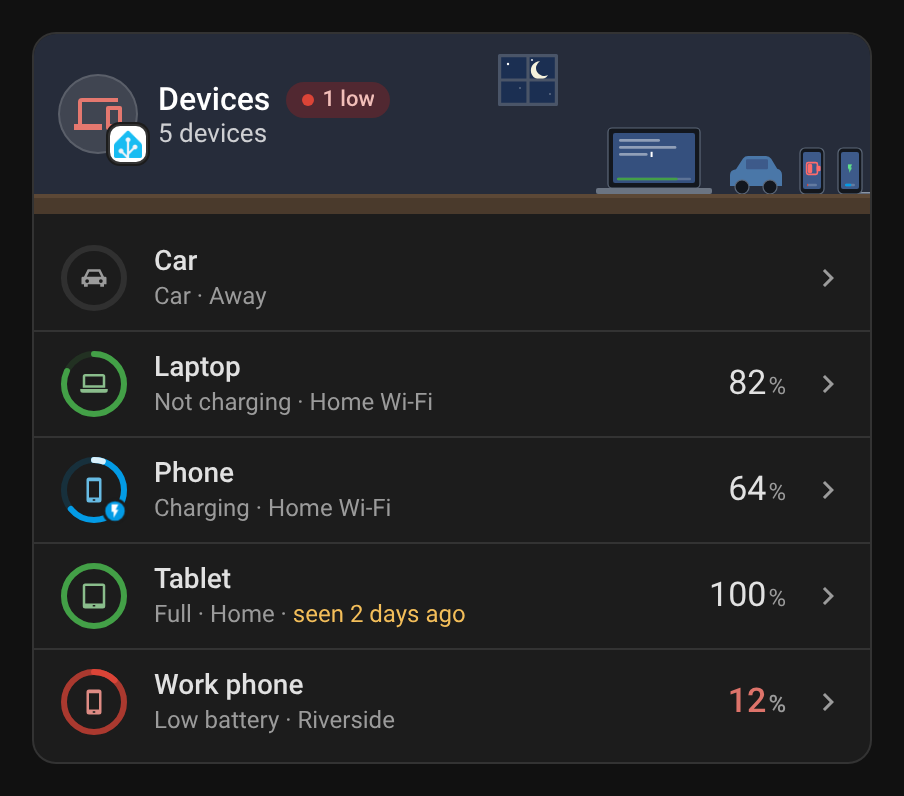 Devices
1 low
5 devices
Car
Car · Away
Laptop
Not charging · Home Wi-Fi
82%
Phone
Charging · Home Wi-Fi
64%
Tablet
Full · Home · seen 2 days ago
100%
Work phone
Low battery · Riverside
12%